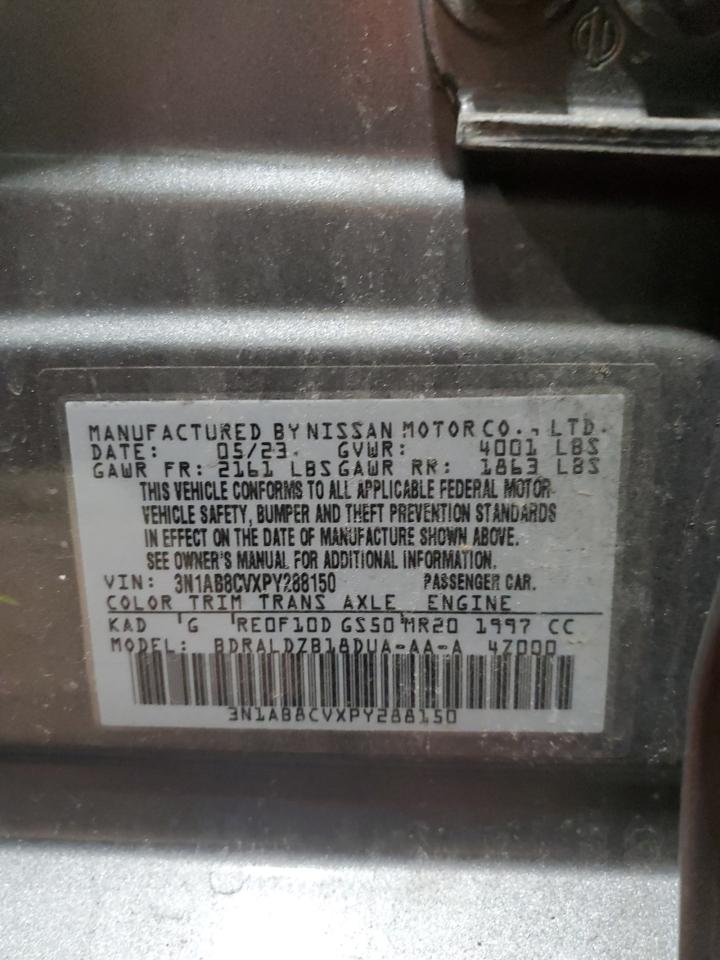 MANUFACTURED BY NISSAN MOTOR CO., LTD.
DATE: 05/23 GVWR: 4001 LBS
GAWR FR: 2161 LBS GAWR RR: 1863 LBS
THIS VEHICLE CONFORMS TO ALL APPLICABLE FEDERAL MOTOR
VEHICLE SAFETY, BUMPER AND THEFT PREVENTION STANDARDS
IN EFFECT ON THE DATE OF MANUFACTURE SHOWN ABOVE.
SEE OWNER'S MANUAL FOR ADDITIONAL INFORMATION.
VIN: 3N1AB8CVXPY288150 PASSENGER CAR.
COLOR TRIM TRANS AXLE ENGINE
KAD G RE0F10D GS50 MR20 1997 CC
MODEL: BDRALDZB18DUA-AA-A 47000
3N1AB8CVXPY288150